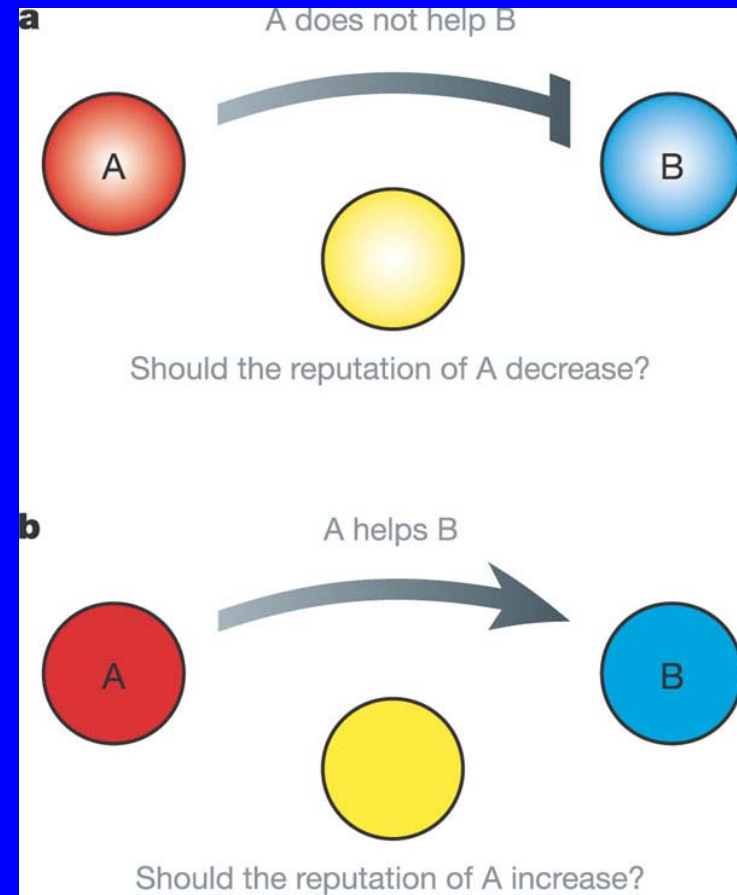 a
A does not help B
A
B
Should the reputation of A decrease?
b
A helps B
A
B
Should the reputation of A increase?